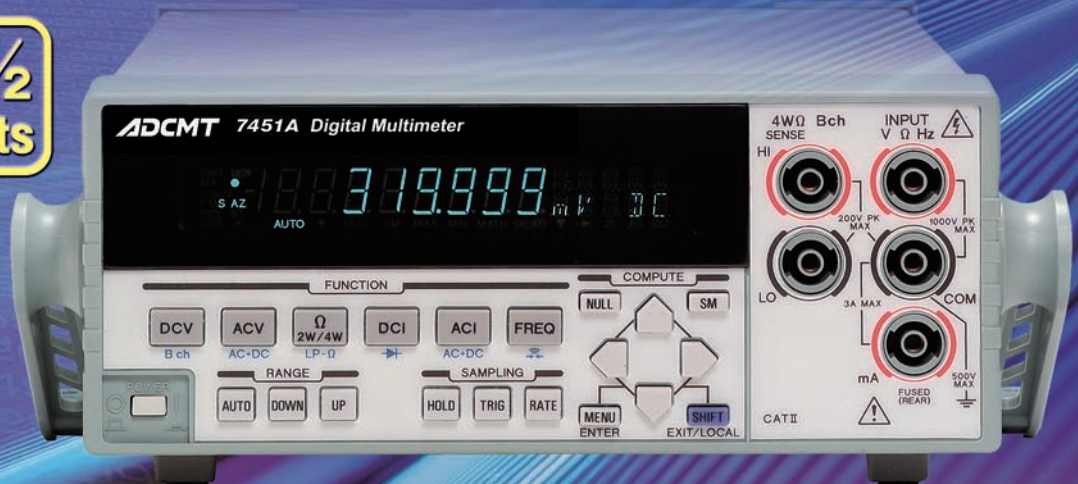 ½
ts
ADCMT 7451A Digital Multimeter
S AZ
AUTO
319.999 mV DC
FUNCTION
DCV
ACV
Ω 2W/4W
DCI
ACI
FREQ
B ch
AC+DC
LP-Ω
AC+DC
POWER
RANGE
AUTO
DOWN
UP
SAMPLING
HOLD
TRIG
RATE
COMPUTE
NULL
SM
MENU
SHIFT
ENTER
EXIT/LOCAL
4WΩ Bch
SENSE
INPUT
V Ω Hz
HI
200V PK
MAX
1000V PK
MAX
LO
3A MAX
COM
mA
FUSED
(REAR)
500V
MAX
CAT II